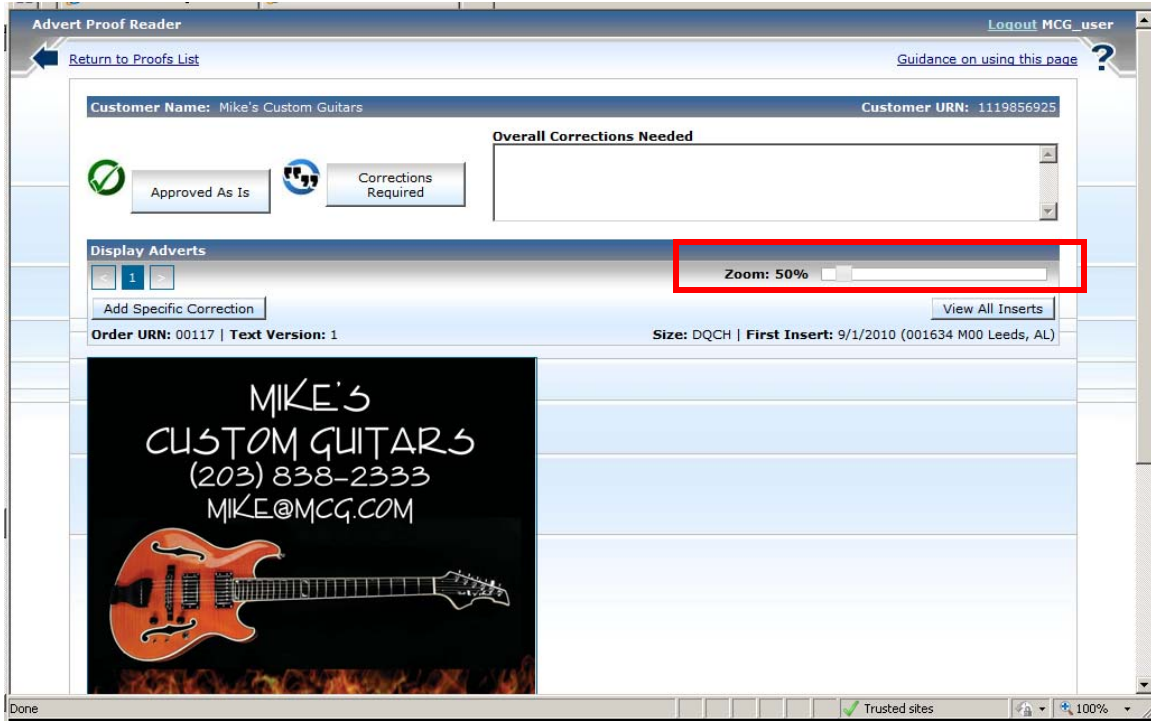 Advert Proof Reader
Logout MCG_user
Return to Proofs List
Guidance on using this page
?
Customer Name: Mike's Custom Guitars
Customer URN: 1119856925
Overall Corrections Needed
Approved As Is
Corrections
Required
Display Adverts
< 1 >
Zoom: 50%
Add Specific Correction
View All Inserts
Order URN: 00117 | Text Version: 1
Size: DQCH | First Insert: 9/1/2010 (001634 M00 Leeds, AL)
MIKE'S
CUSTOM GUITARS
(203) 838-2333
MIKE@MCG.COM
Done
Trusted sites
100%